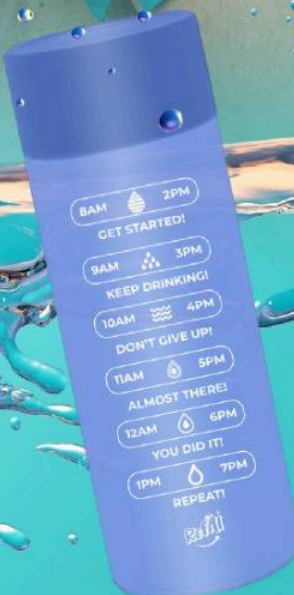 8AM 2PM
GET STARTED!
9AM 3PM
KEEP DRINKING!
10AM 4PM
DON'T GIVE UP!
11AM 5PM
ALMOST THERE!
12AM 6PM
YOU DID IT!
1PM 7PM
REPEAT!
Refill